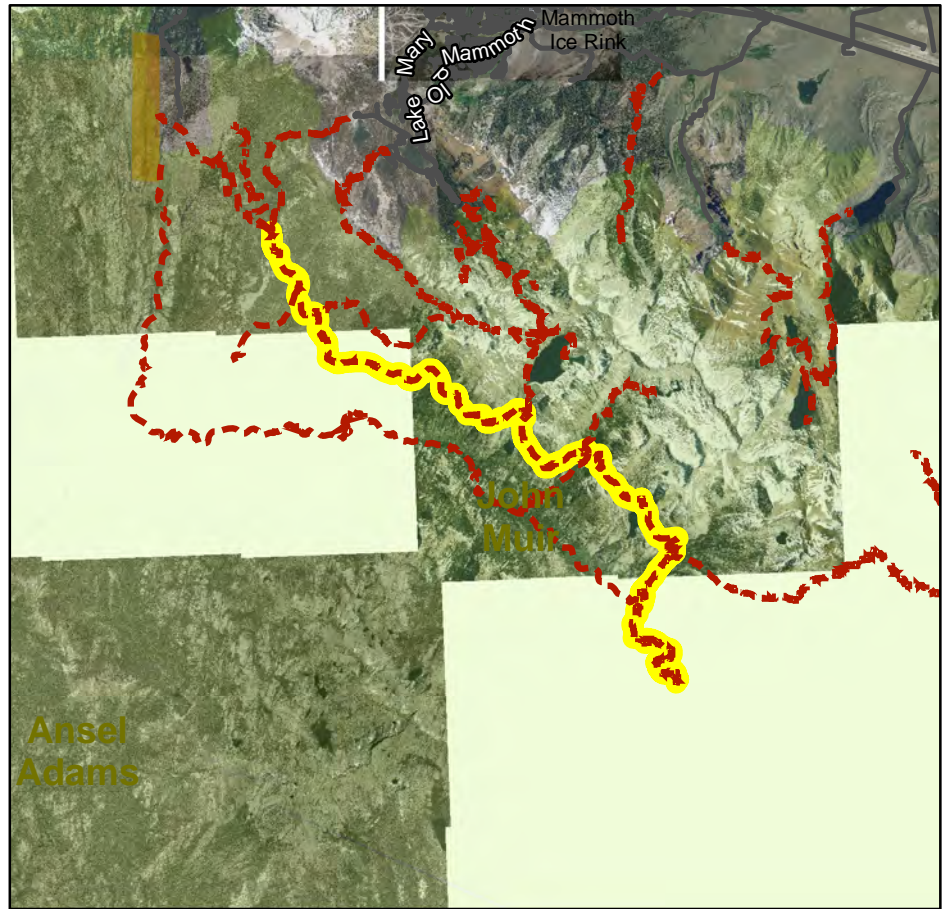 Mammoth
Ice Rink
Lake Mary
Old Mammoth
John
Muir
Ansel
Adams